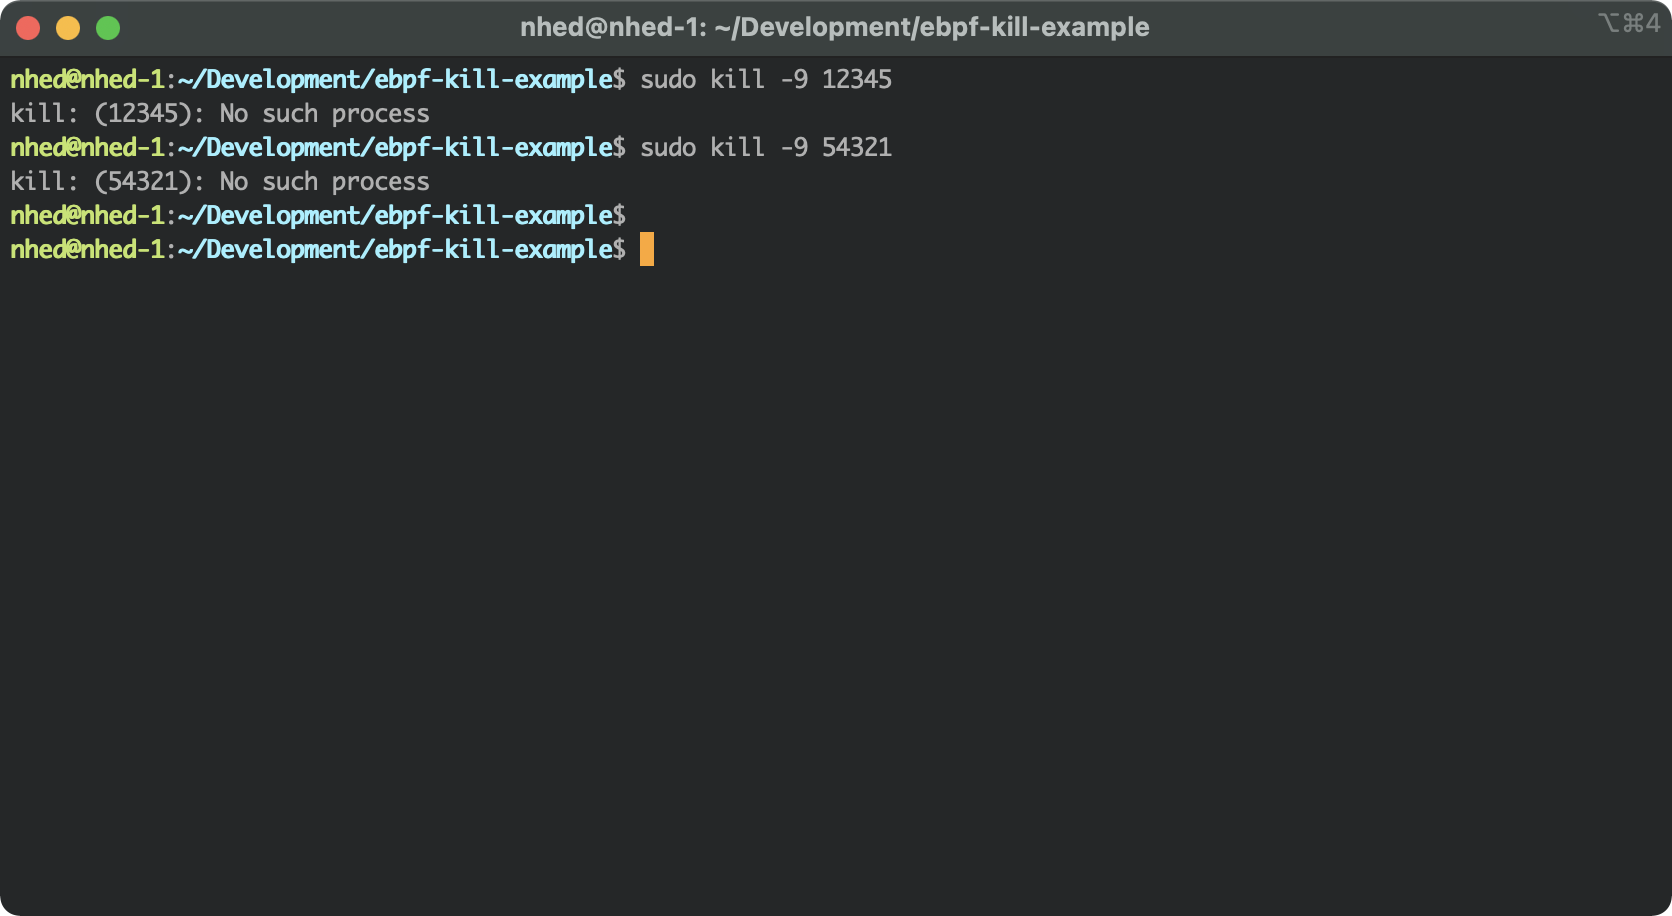 nhed@nhed-1: ~/Development/ebpf-kill-example
⌥⌘4
nhed@nhed-1:~/Development/ebpf-kill-example$ sudo kill -9 12345
kill: (12345): No such process
nhed@nhed-1:~/Development/ebpf-kill-example$ sudo kill -9 54321
kill: (54321): No such process
nhed@nhed-1:~/Development/ebpf-kill-example$
nhed@nhed-1:~/Development/ebpf-kill-example$